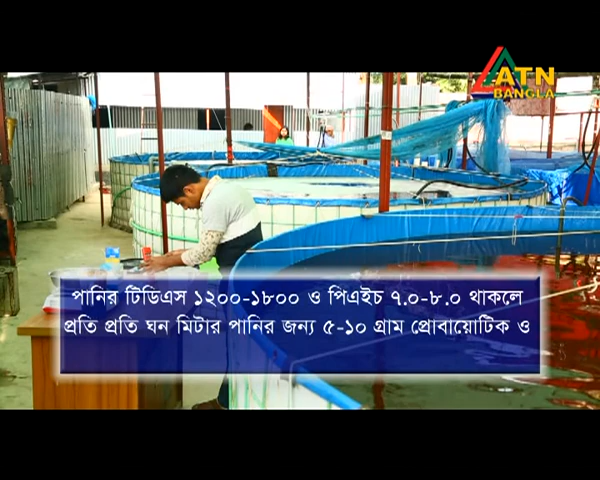 ATN
BANGLA
পানির টিডিএস ১২০০-১৮০০ ও পিএইচ ৭.০-৮.০ থাকলে
প্রতি প্রতি ঘন মিটার পানির জন্য ৫-১০ গ্রাম প্রোবায়োটিক ও